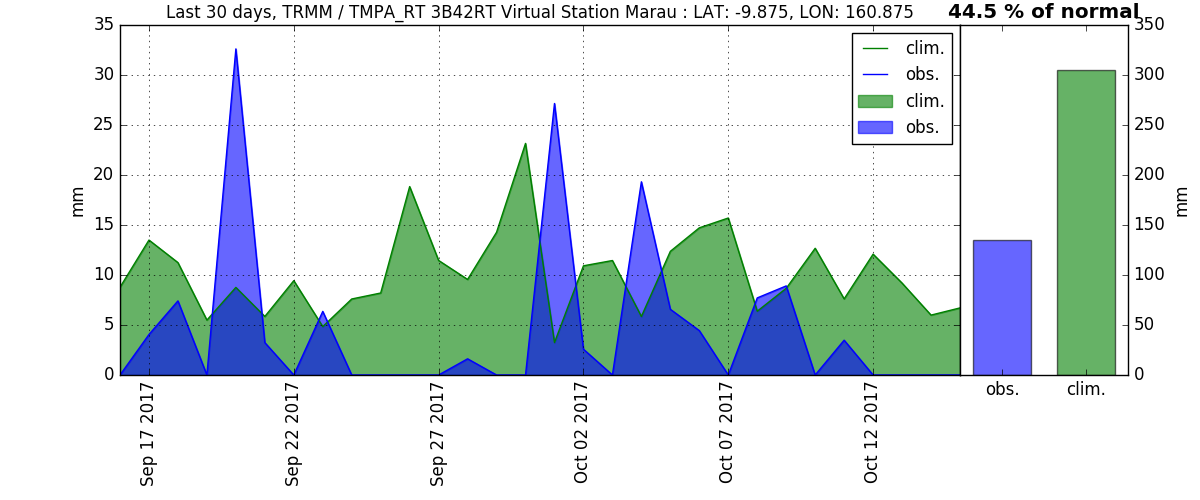 Last 30 days, TRMM / TMPA_RT 3B42RT Virtual Station Marau : LAT: -9.875, LON: 160.875
44.5 % of normal
35
30
25
20
15
10
5
0
mm
clim.
obs.
clim.
obs.
Sep 17 2017
Sep 22 2017
Sep 27 2017
Oct 02 2017
Oct 07 2017
Oct 12 2017
350
300
250
200
150
100
50
0
mm
obs.
clim.